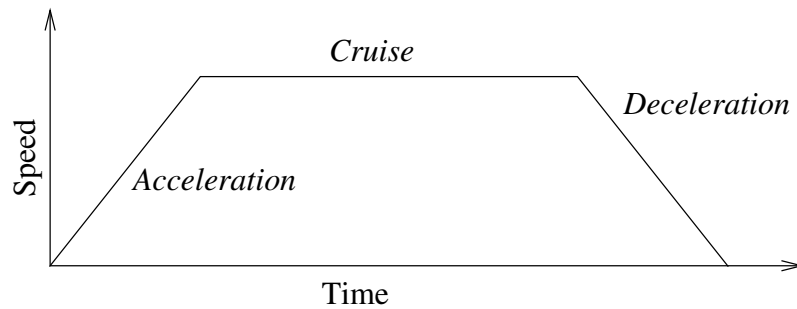 Cruise
Deceleration
Acceleration
Speed
Time